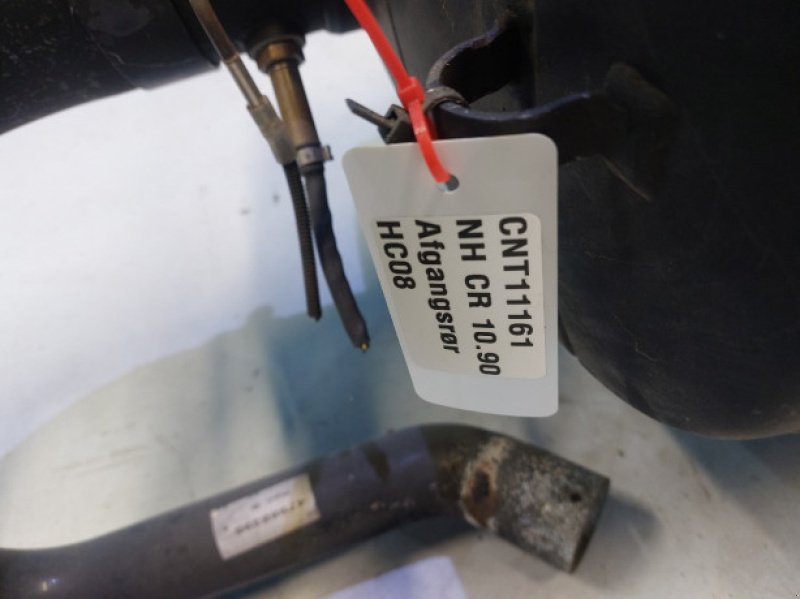 CNT11161
NH CR 10.90
Afgangsrør
HC08